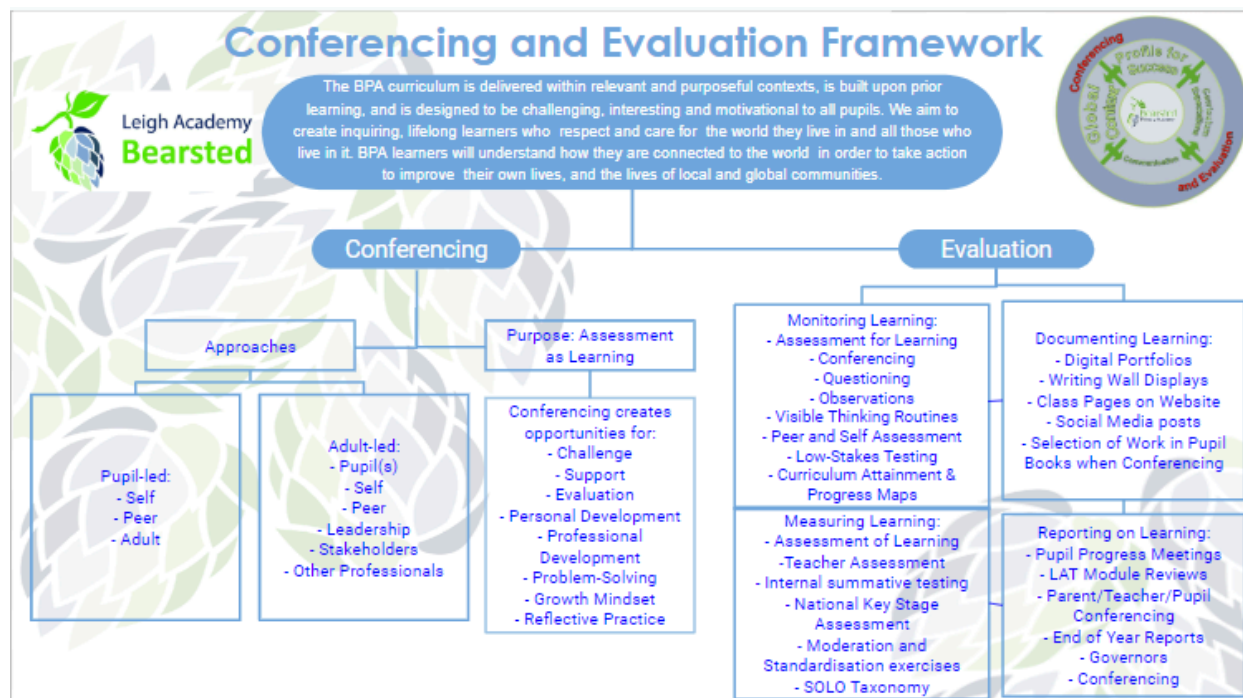 Conferencing and Evaluation Framework
Leigh Academy
Bearsted
The BPA curriculum is delivered within relevant and purposeful contexts, is built upon prior
learning, and is designed to be challenging, interesting and motivational to all pupils. We aim to
create inquiring, lifelong learners who respect and care for the world they live in and all those who
live in it. BPA learners will understand how they are connected to the world in order to take action
to improve their own lives, and the lives of local and global communities.
Conferencing
and Evaluation
Profile for
Success
Global
Communication
Bearsted
Conferencing
Evaluation
Approaches
Purpose: Assessment
as Learning
Pupil-led:
- Self
- Peer
- Adult
Adult-led:
- Pupil(s)
- Self
- Peer
- Leadership
- Stakeholders
- Other Professionals
Conferencing creates
opportunities for:
- Challenge
- Support
- Evaluation
- Personal Development
- Professional
Development
- Problem-Solving
- Growth Mindset
- Reflective Practice
Monitoring Learning:
- Assessment for Learning
- Conferencing
- Questioning
- Observations
- Visible Thinking Routines
- Peer and Self Assessment
- Low-Stakes Testing
- Curriculum Attainment &
Progress Maps
Documenting Learning:
- Digital Portfolios
- Writing Wall Displays
- Class Pages on Website
- Social Media posts
- Selection of Work in Pupil
Books when Conferencing
Measuring Learning:
- Assessment of Learning
-Teacher Assessment
- Internal summative testing
- National Key Stage
Assessment
- Moderation and
Standardisation exercises
- SOLO Taxonomy
Reporting on Learning:
- Pupil Progress Meetings
- LAT Module Reviews
- Parent/Teacher/Pupil
Conferencing
- End of Year Reports
- Governors
- Conferencing